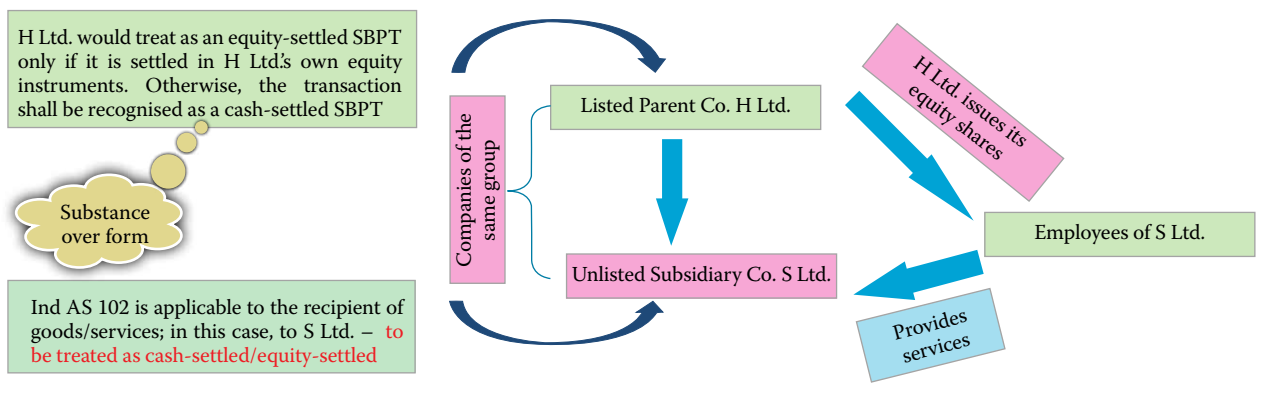 H Ltd. would treat as an equity-settled SBPT
only if it is settled in H Ltd.'s own equity
instruments. Otherwise, the transaction
shall be recognised as a cash-settled SBPT
Substance
over form
Ind AS 102 is applicable to the recipient of
goods/services; in this case, to S Ltd. – to
be treated as cash-settled/equity-settled
Companies of the
same group
Listed Parent Co. H Ltd.
Unlisted Subsidiary Co. S Ltd.
H Ltd. issues its
equity shares
Employees of S Ltd.
Provides
services